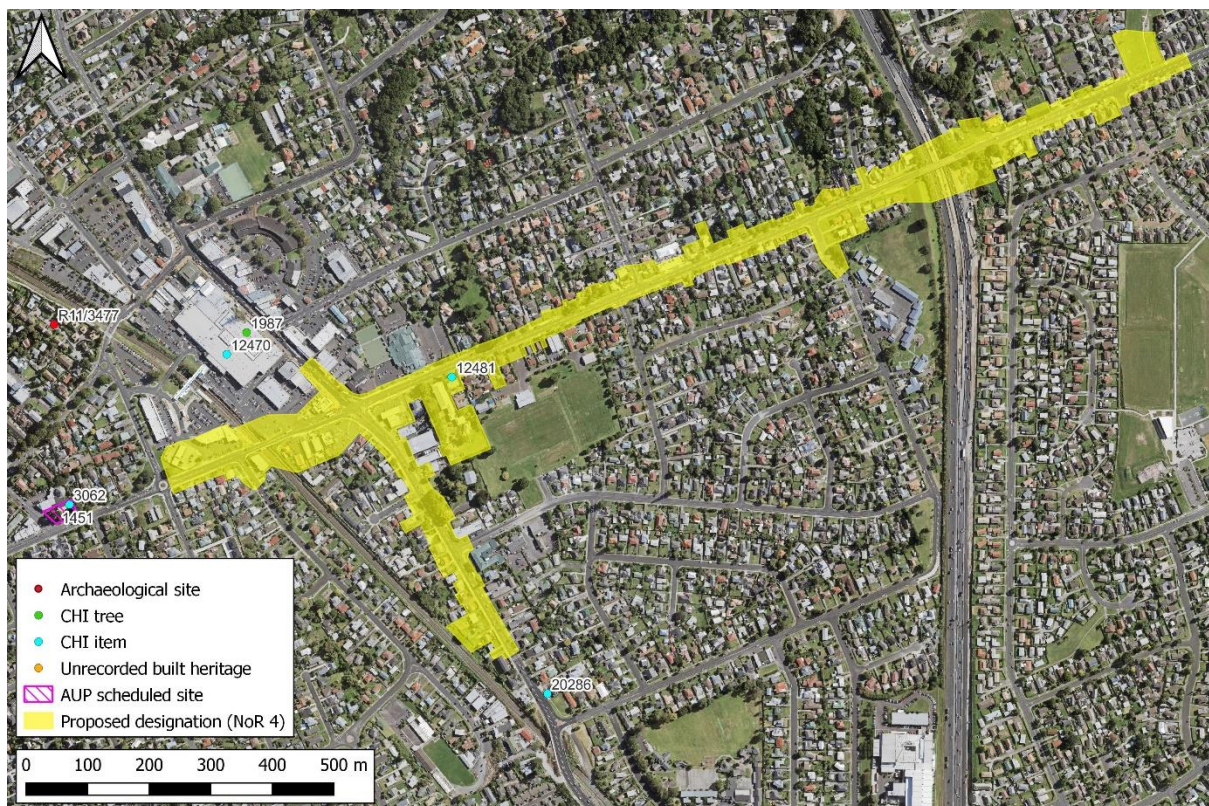 R11/3477
1987
12470
12481
3062
1451
20286
Archaeological site
CHI tree
CHI item
Unrecorded built heritage
AUP scheduled site
Proposed designation (NoR 4)
0 100 200 300 400 500 m